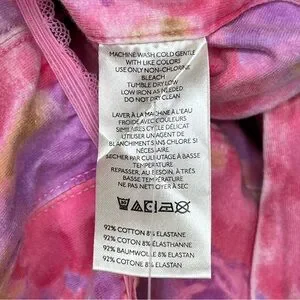 MACHINE WASH COLD GENTLE
WITH LIKE COLORS
USE ONLY NON-CHLORINE
BLEACH
TUMBLE DRY LOW
LOW IRON AS NEEDED
DO NOT DRY CLEAN
LAVER À LA MACHINE À L'EAU
FROIDE AVEC COULEURS
SIMILAIRES CYCLE DÉLICAT
UTILISER UN AGENT DE
BLANCHIMENT SANS CHLORE SI
NÉCESSAIRE
SÉCHER PAR CULBUTAGE À BASSE
TEMPÉRATURE
REPASSER, AU BESOIN, À TRÈS
BASSE TEMPÉRATURE
NE PAS NETTOYER À SEC
92% COTTON 8% ELASTANE
92% COTON 8% ÉLASTHANNE
92% BAUMWOLLE 8% ELASTAN
92% COTONE 8% ELASTAN